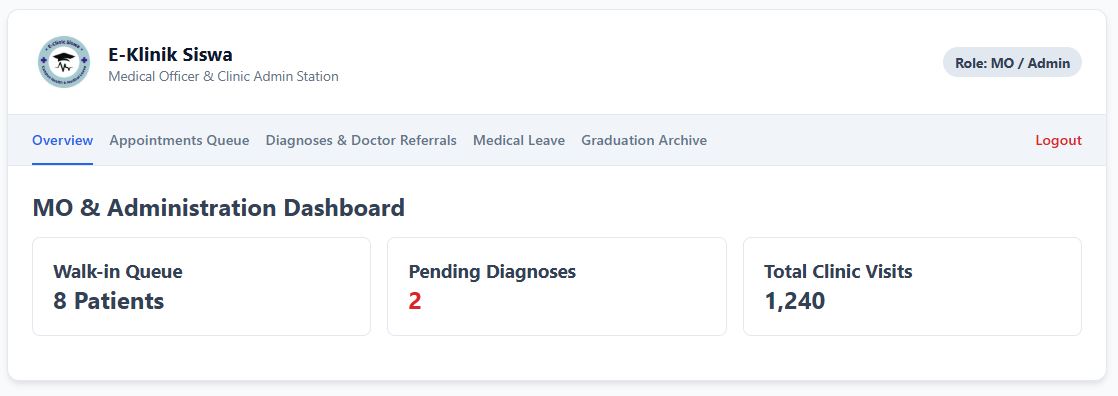 E-Klinik Siswa
Medical Officer & Clinic Admin Station
Role: MO / Admin
Overview
Appointments Queue
Diagnoses & Doctor Referrals
Medical Leave
Graduation Archive
Logout
MO & Administration Dashboard
Walk-in Queue
8 Patients
Pending Diagnoses
2
Total Clinic Visits
1,240